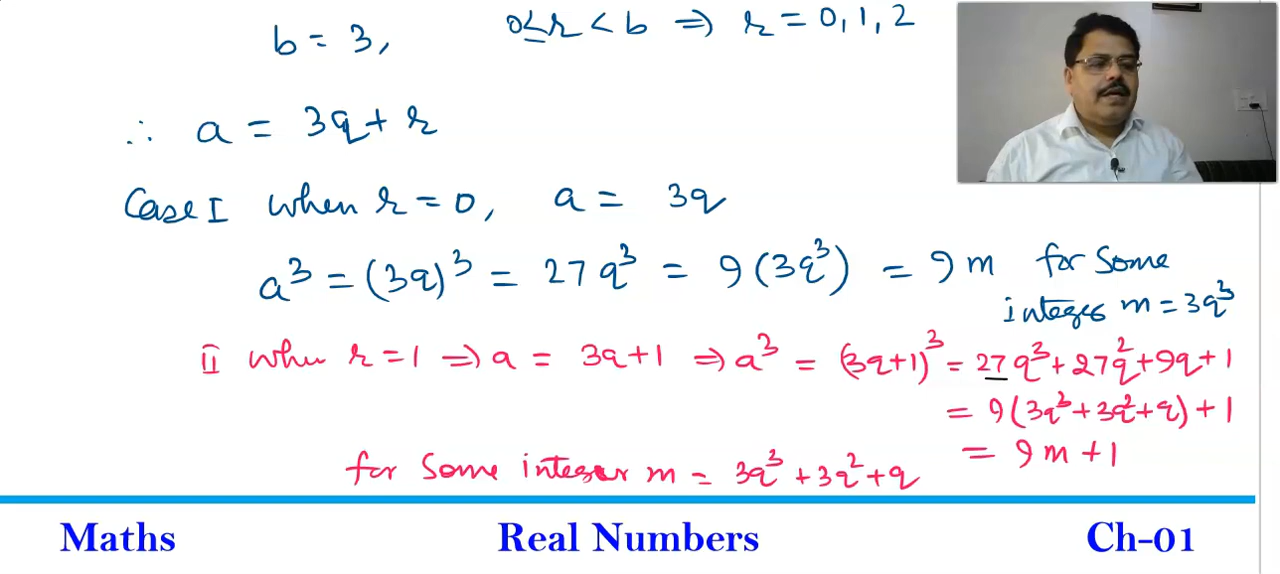 b = 3, 0≤r < b ⇒ r = 0, 1, 2
∴ a = 3q + r
Case I when r = 0, a = 3q
a³ = (3q)³ = 27q³ = 9(3q³) = 9m for some
integer m = 3q³
II when r = 1 ⇒ a = 3q+1 ⇒ a³ = (3q+1)³ = 27q³ + 27q² + 9q + 1
= 9(3q³ + 3q² + q) + 1
= 9m + 1
for some integer m = 3q³ + 3q² + q
Maths Real Numbers Ch-01